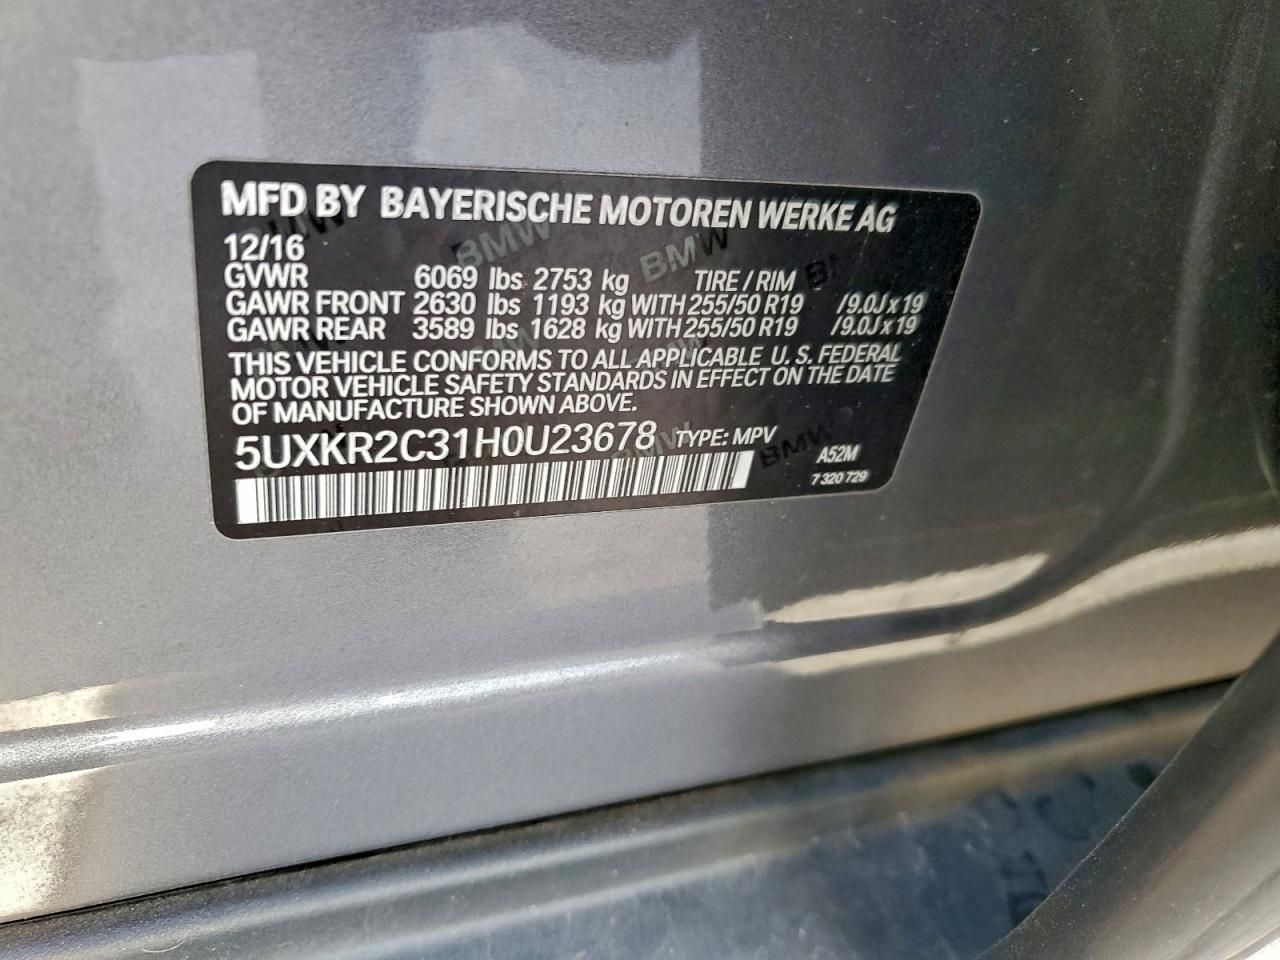 MFD BY BAYERISCHE MOTOREN WERKE AG
12/16
GVWR 6069 lbs 2753 kg TIRE / RIM
GAWR FRONT 2630 lbs 1193 kg WITH 255/50 R19 /9.0J x 19
GAWR REAR 3589 lbs 1628 kg WITH 255/50 R19 /9.0J x 19
THIS VEHICLE CONFORMS TO ALL APPLICABLE U. S. FEDERAL
MOTOR VEHICLE SAFETY STANDARDS IN EFFECT ON THE DATE
OF MANUFACTURE SHOWN ABOVE.
5UXKR2C31H0U23678 TYPE: MPV
A52M
7 320 729